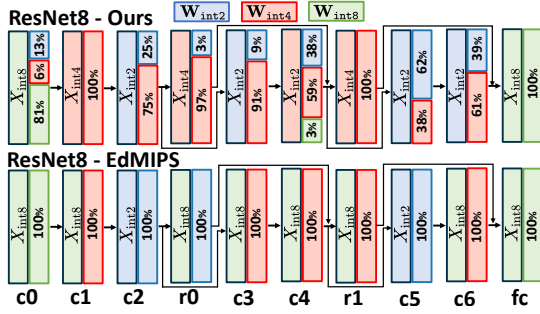 W_int2 W_int4 W_int8
ResNet8 - Ours
X_int8 13% 6% 81%
X_int4 100%
X_int2 25% 75%
X_int4 3% 97%
X_int2 9% 91%
X_int2 38% 59% 3%
X_int4 100%
X_int2 62% 38%
X_int2 39% 61%
X_int8 100%
ResNet8 - EdMIPS
X_int8 100%
X_int8 100%
X_int2 100%
X_int8 100%
X_int8 100%
X_int8 100%
X_int8 100%
X_int2 100%
X_int2 100%
X_int8 100%
c0 c1 c2 r0 c3 c4 r1 c5 c6 fc